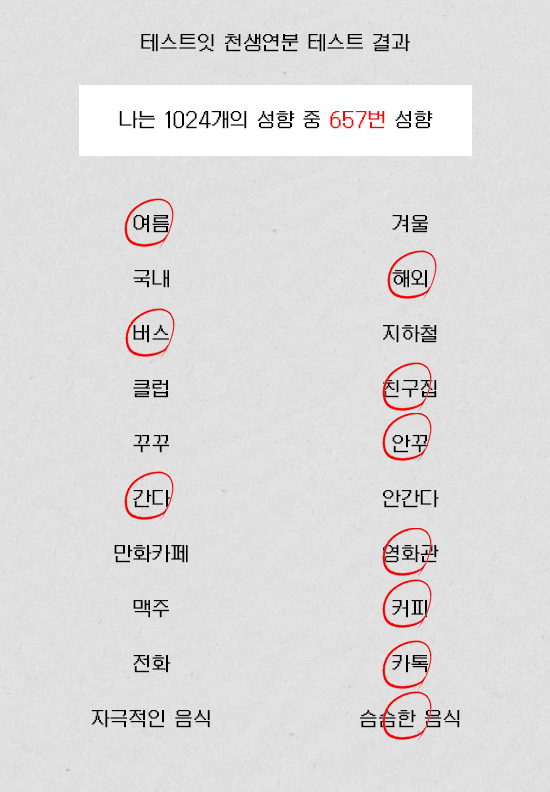 테스트잇 천생연분 테스트 결과
나는 1024개의 성향 중 657번 성향
여름 겨울
국내 해외
버스 지하철
클럽 친구집
꾸꾸 안꾸
간다 안간다
만화카페 영화관
맥주 커피
전화 카톡
자극적인 음식 슴슴한 음식